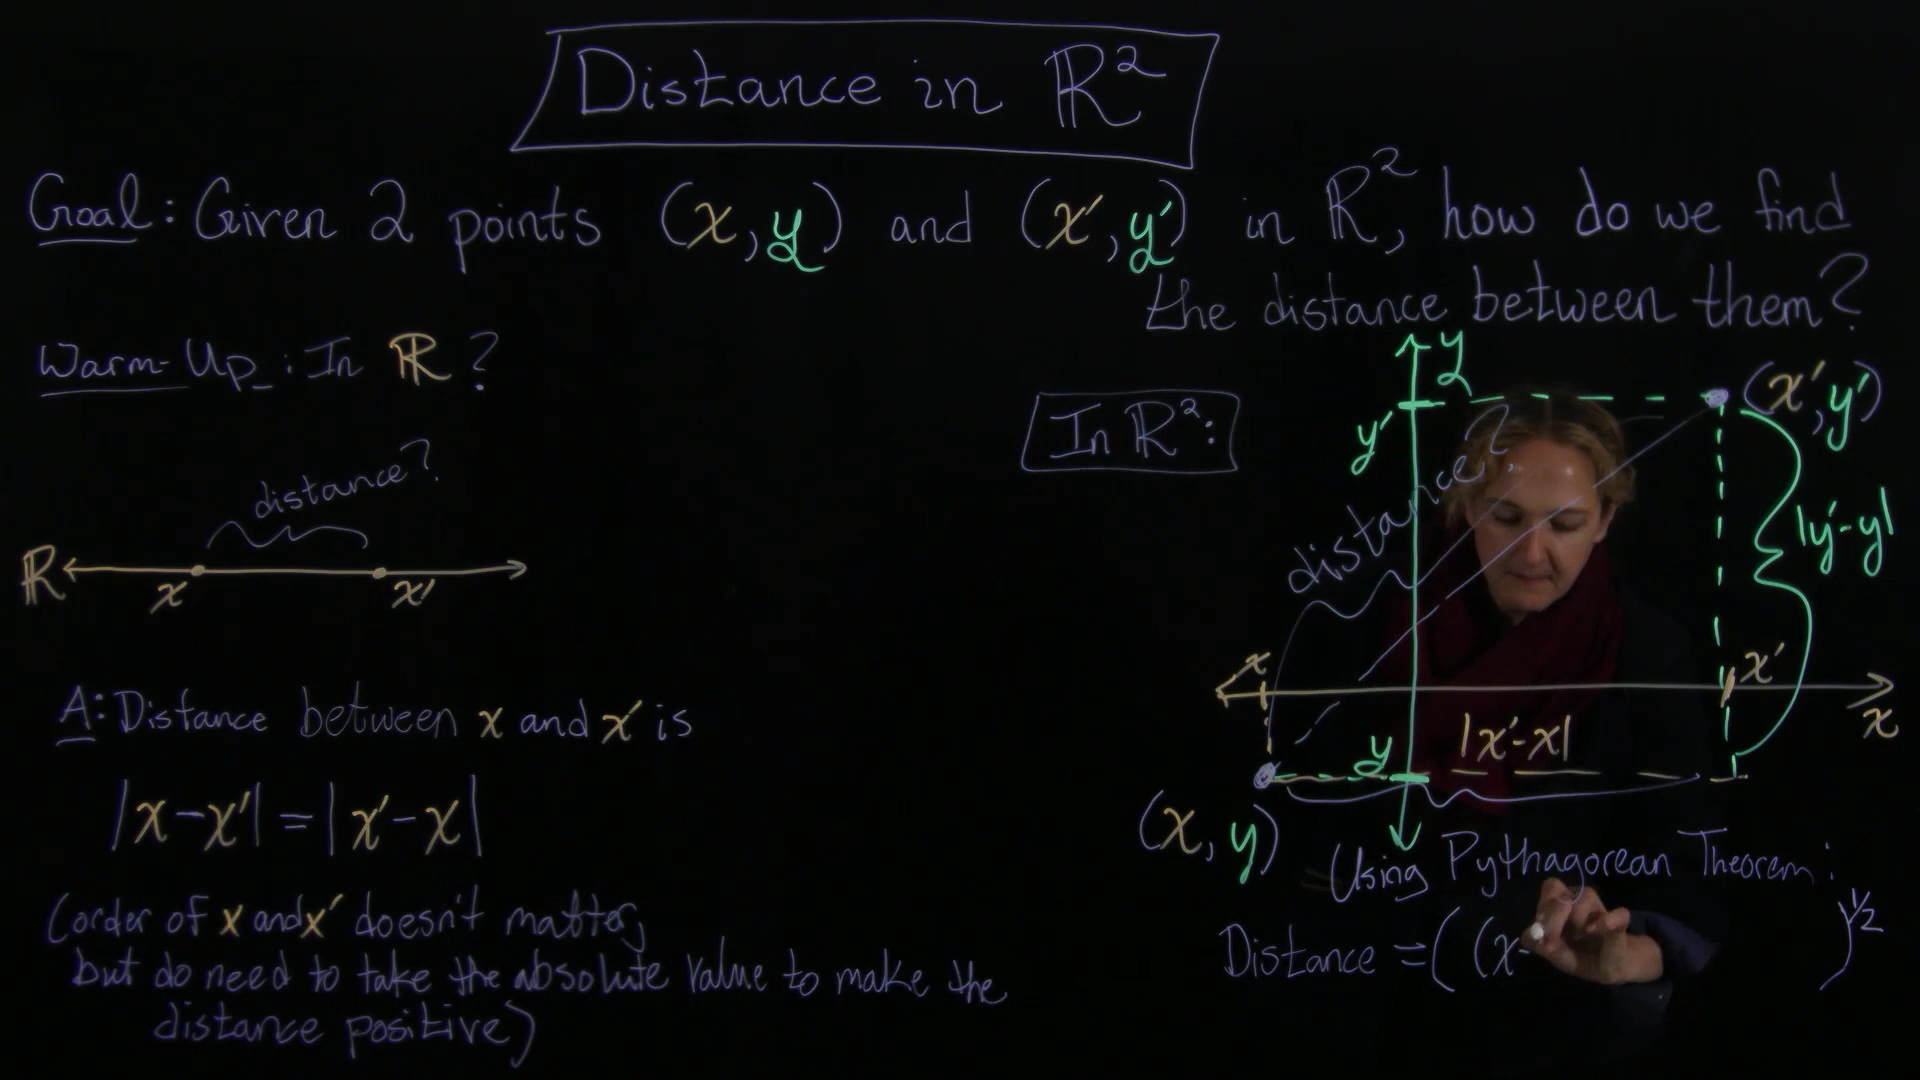 Distance in ℝ²
Goal: Given 2 points (x,y) and (x′,y′) in ℝ², how do we find
the distance between them?
Warm-Up: In ℝ?
distance?
ℝ
x
x′
A: Distance between x and x′ is
|x-x′| = |x′-x|
(order of x and x′ doesn't matter,
but do need to take the absolute value to make the
distance positive)
In ℝ²:
y
y′
(x′,y′)
distance?
|y′-y|
x
x′
x
y
|x′-x|
(x, y)
Using Pythagorean Theorem:
Distance = ( (x- )^1/2